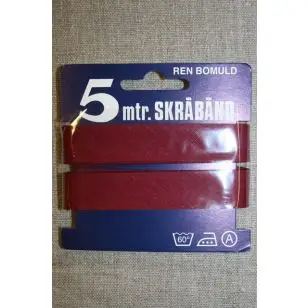 REN BOMULD
5 mtr. SKRÅBÅND
60°
A